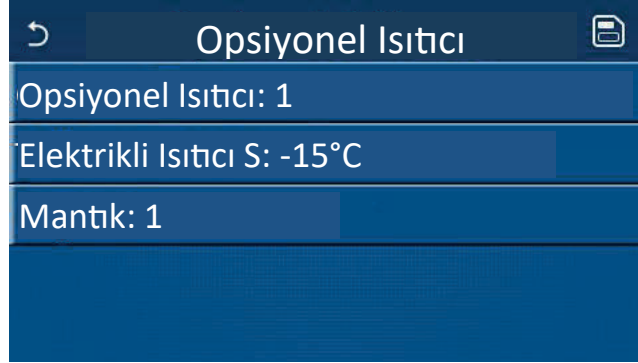 Opsiyonel Isıtıcı
Opsiyonel Isıtıcı: 1
Elektrikli Isıtıcı S: -15°C
Mantık: 1